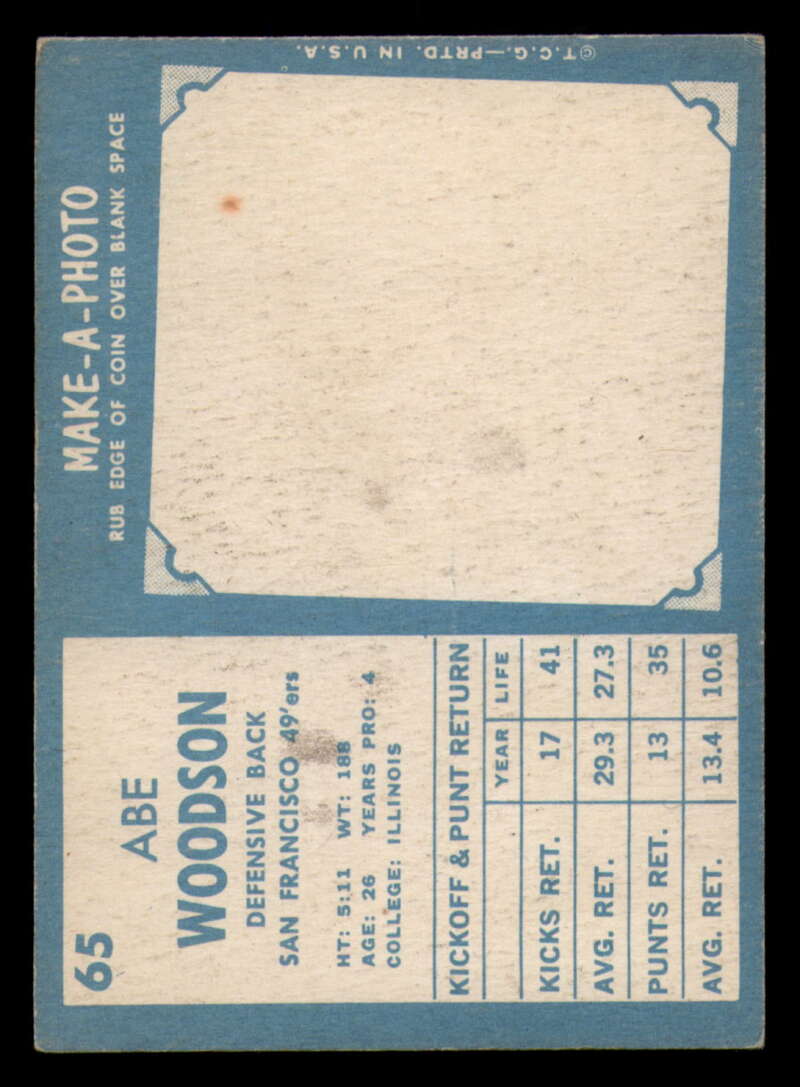 65
ABE
WOODSON
DEFENSIVE BACK
SAN FRANCISCO 49'ers
HT: 5:11 WT: 188
AGE: 26 YEARS PRO: 4
COLLEGE: ILLINOIS
KICKOFF & PUNT RETURN
YEAR LIFE
KICKS RET. 17 41
AVG. RET. 29.3 27.3
PUNTS RET. 13 35
AVG. RET. 13.4 10.6
MAKE-A-PHOTO
RUB EDGE OF COIN OVER BLANK SPACE
©T.C.G.—PRTD. IN U.S.A.